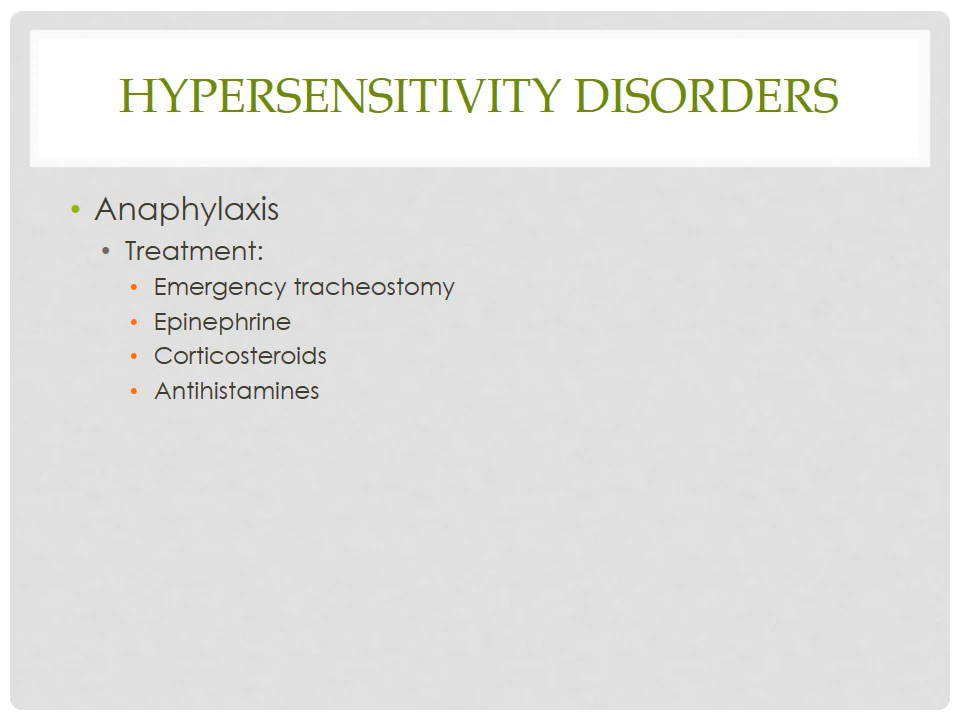 HYPERSENSITIVITY DISORDERS
• Anaphylaxis
• Treatment:
• Emergency tracheostomy
• Epinephrine
• Corticosteroids
• Antihistamines